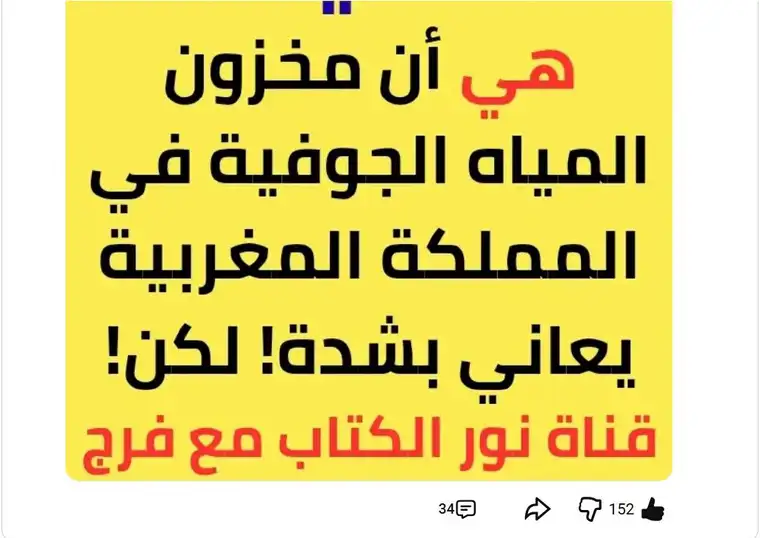 هي أن مخزون
المياه الجوفية في
المملكة المغربية
يعاني بشدة! لكن!
قناة نور الكتاب مع فرج
34 152